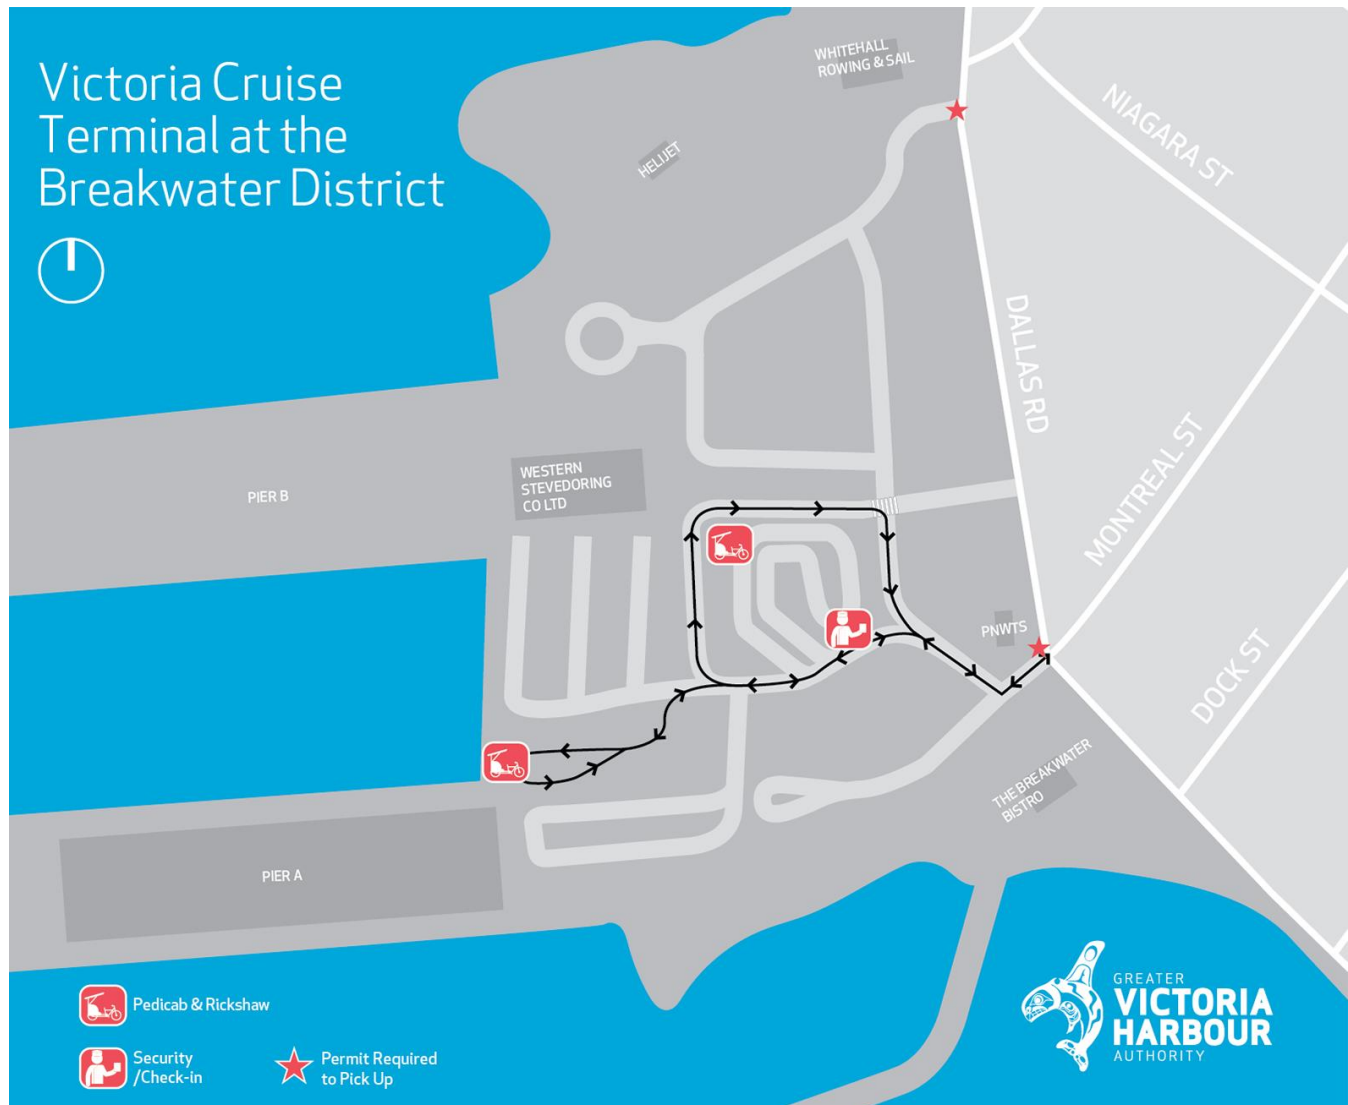 Victoria Cruise
Terminal at the
Breakwater District
WHITEHALL
ROWING & SAIL
HELIJET
NIAGARA ST
DALLAS RD
MONTREAL ST
DOCK ST
PIER B
WESTERN
STEVEDORING
CO LTD
PNWTS
THE BREAKWATER
BISTRO
PIER A
Pedicab & Rickshaw
Security
/Check-in
Permit Required
to Pick Up
GREATER
VICTORIA
HARBOUR
AUTHORITY